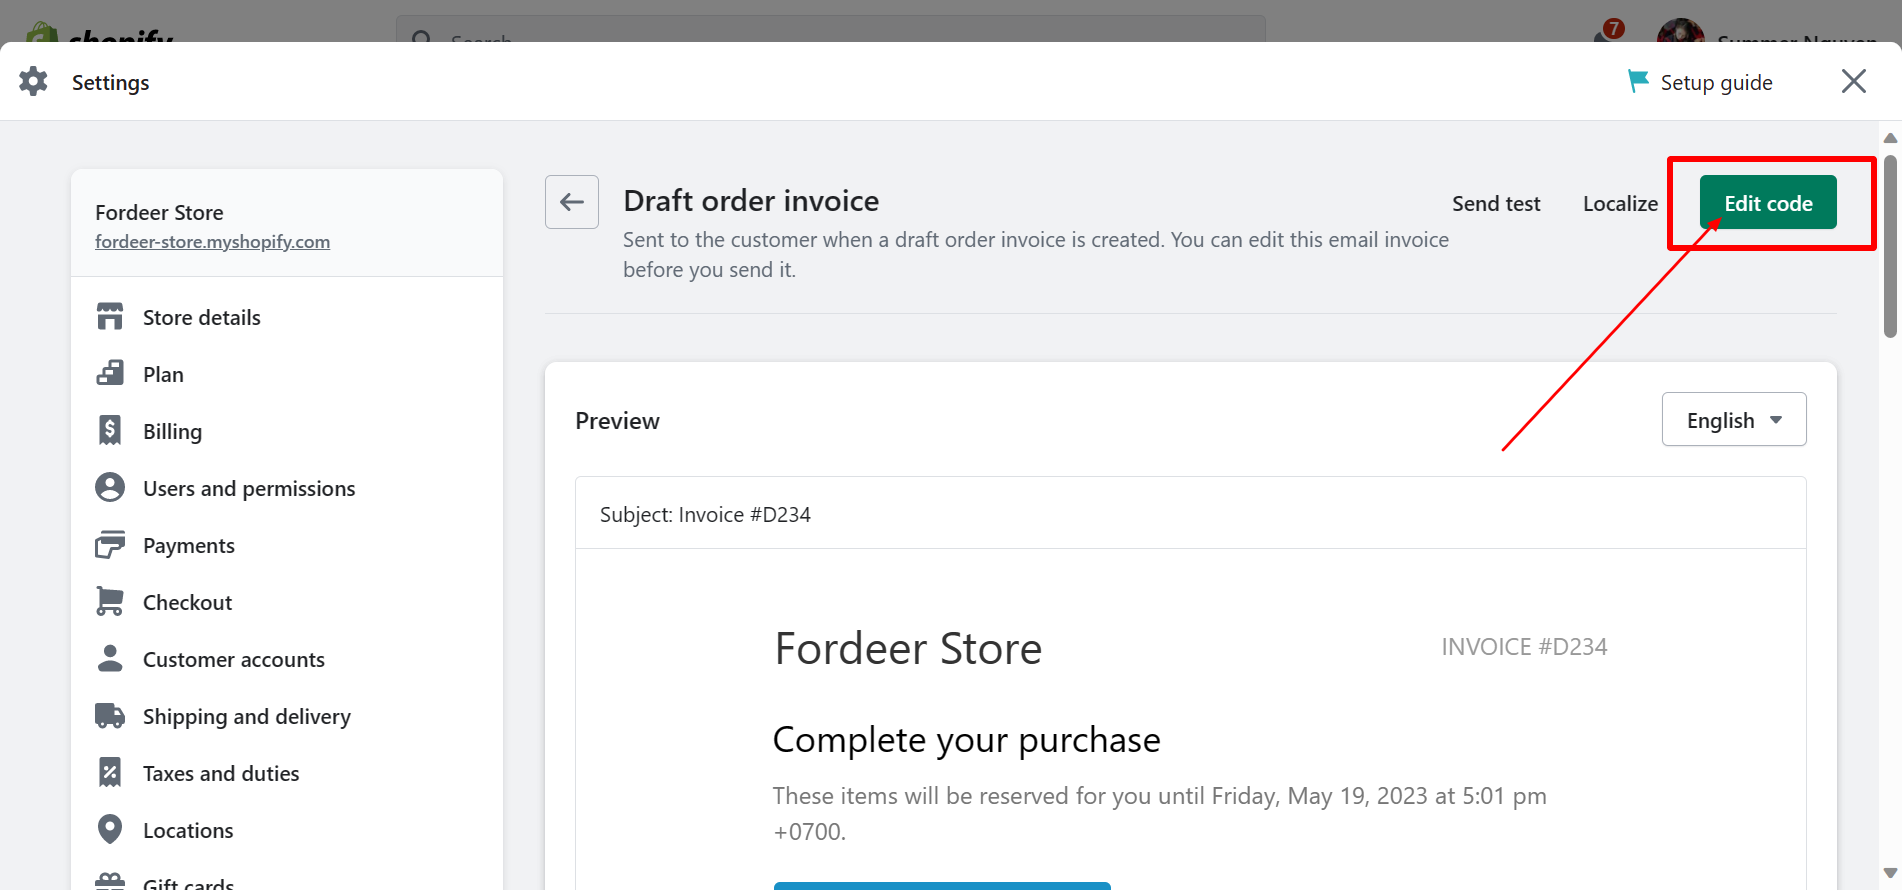 shopify
Search
7
Summer Nguyen
Settings
Setup guide
Fordeer Store
fordeer-store.myshopify.com
Store details
Plan
Billing
Users and permissions
Payments
Checkout
Customer accounts
Shipping and delivery
Taxes and duties
Locations
Gift cards
Draft order invoice
Sent to the customer when a draft order invoice is created. You can edit this email invoice
before you send it.
Send test
Localize
Edit code
Preview
English
Subject: Invoice #D234
Fordeer Store
INVOICE #D234
Complete your purchase
These items will be reserved for you until Friday, May 19, 2023 at 5:01 pm
+0700.